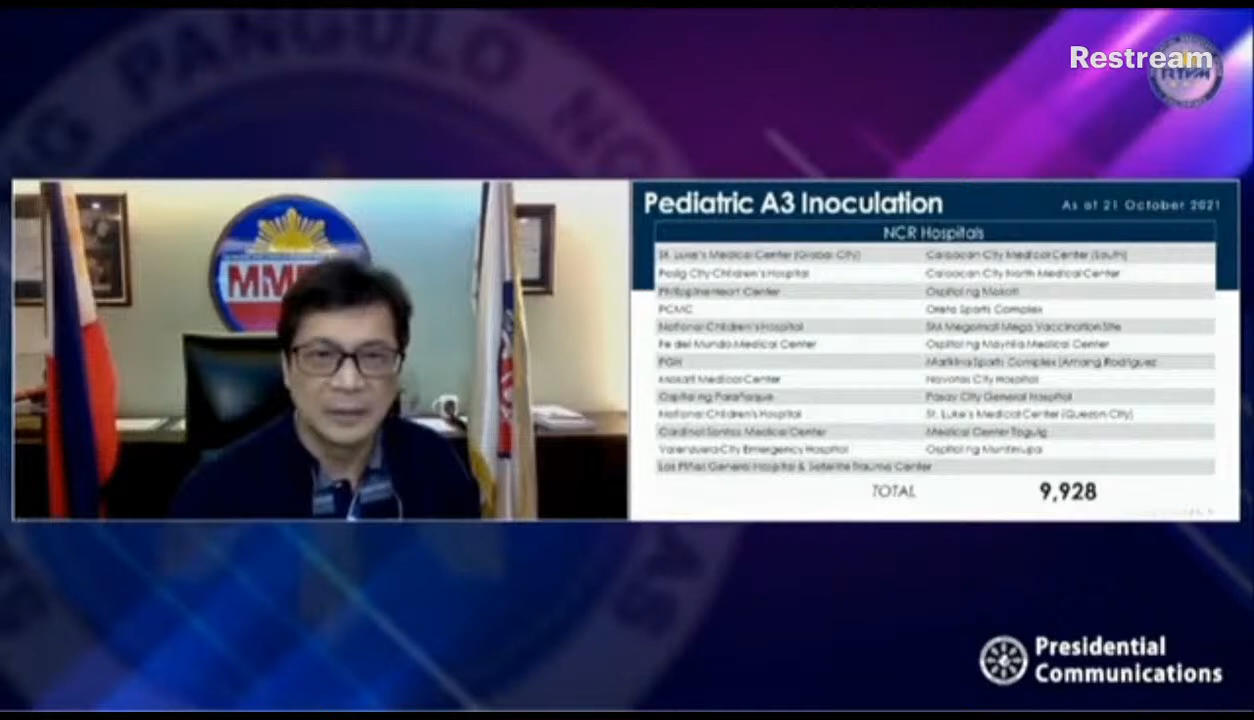 PANGULO NG
Restream
RTVM
MM
Pediatric A3 Inoculation
As of 21 October 2021
NCR Hospitals
St. Luke's Medical Center (Global City)
Caloocan City Medical Center (South)
Pasig City Children's Hospital
Caloocan City North Medical Center
Philippine Heart Center
Ospital ng Makati
PCMC
Oreta Sports Complex
National Children's Hospital
SM Megamall Mega Vaccination Site
Fe del Mundo Medical Center
Ospital ng Maynila Medical Center
PGH
Marikina Sports Complex (Amang Rodriguez
Makati Medical Center
Navotas City Hospital
Ospital ng Parañaque
Pasay City General Hospital
National Children's Hospital
St. Luke's Medical Center (Quezon City)
Cardinal Santos Medical Center
Medical Center Taguig
Valenzuela City Emergency Hospital
Ospital ng Muntinlupa
Las Piñas General Hospital & Satellite Trauma Center
TOTAL
9,928
Presidential
Communications